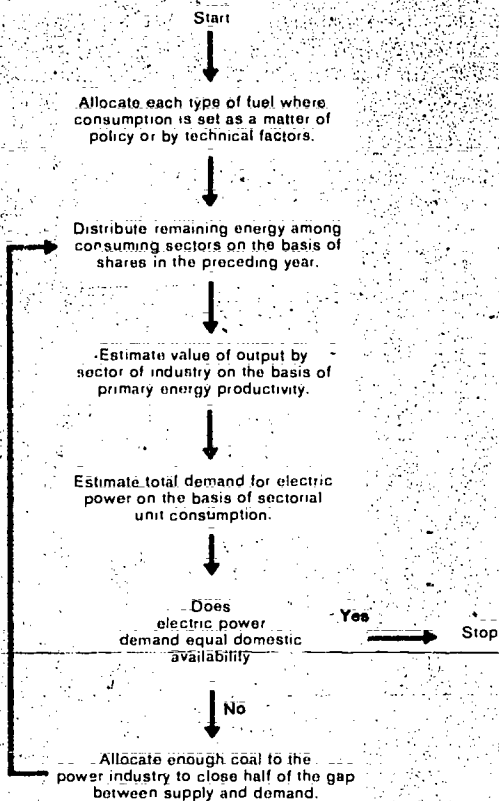 Start
Allocate each type of fuel where
consumption is set as a matter of
policy or by technical factors.
Distribute remaining energy among
consuming sectors on the basis of
shares in the preceding year.
Estimate value of output by
sector of industry on the basis of
primary energy productivity.
Estimate total demand for electric
power on the basis of sectorial
unit consumption.
Does
electric power
demand equal domestic
availability
Yes
Stop
No
Allocate enough coal to the
power industry to close half of the gap
between supply and demand.